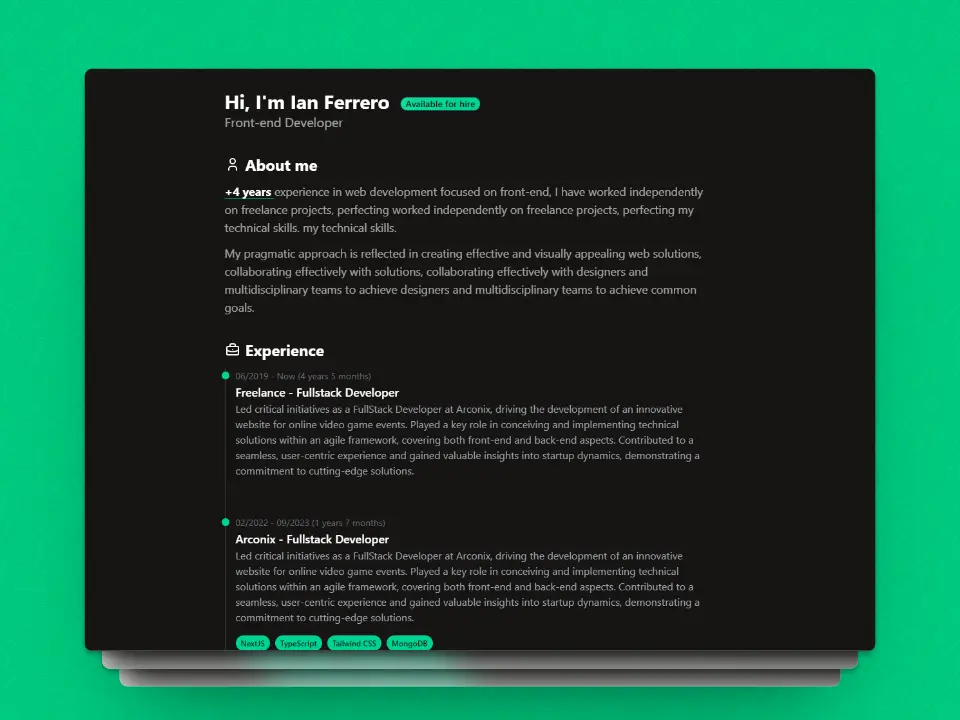 Hi, I'm Ian Ferrero Available for hire
Front-end Developer
About me
+4 years experience in web development focused on front-end, I have worked independently
on freelance projects, perfecting worked independently on freelance projects, perfecting my
technical skills. my technical skills.
My pragmatic approach is reflected in creating effective and visually appealing web solutions,
collaborating effectively with solutions, collaborating effectively with designers and
multidisciplinary teams to achieve designers and multidisciplinary teams to achieve common
goals.
Experience
06/2019 - Now (4 years 5 months)
Freelance - Fullstack Developer
Led critical initiatives as a FullStack Developer at Arconix, driving the development of an innovative
website for online video game events. Played a key role in conceiving and implementing technical
solutions within an agile framework, covering both front-end and back-end aspects. Contributed to a
seamless, user-centric experience and gained valuable insights into startup dynamics, demonstrating a
commitment to cutting-edge solutions.
02/2022 - 09/2023 (1 years 7 months)
Arconix - Fullstack Developer
Led critical initiatives as a FullStack Developer at Arconix, driving the development of an innovative
website for online video game events. Played a key role in conceiving and implementing technical
solutions within an agile framework, covering both front-end and back-end aspects. Contributed to a
seamless, user-centric experience and gained valuable insights into startup dynamics, demonstrating a
commitment to cutting-edge solutions.
NextJS TypeScript Tailwind CSS MongoDB